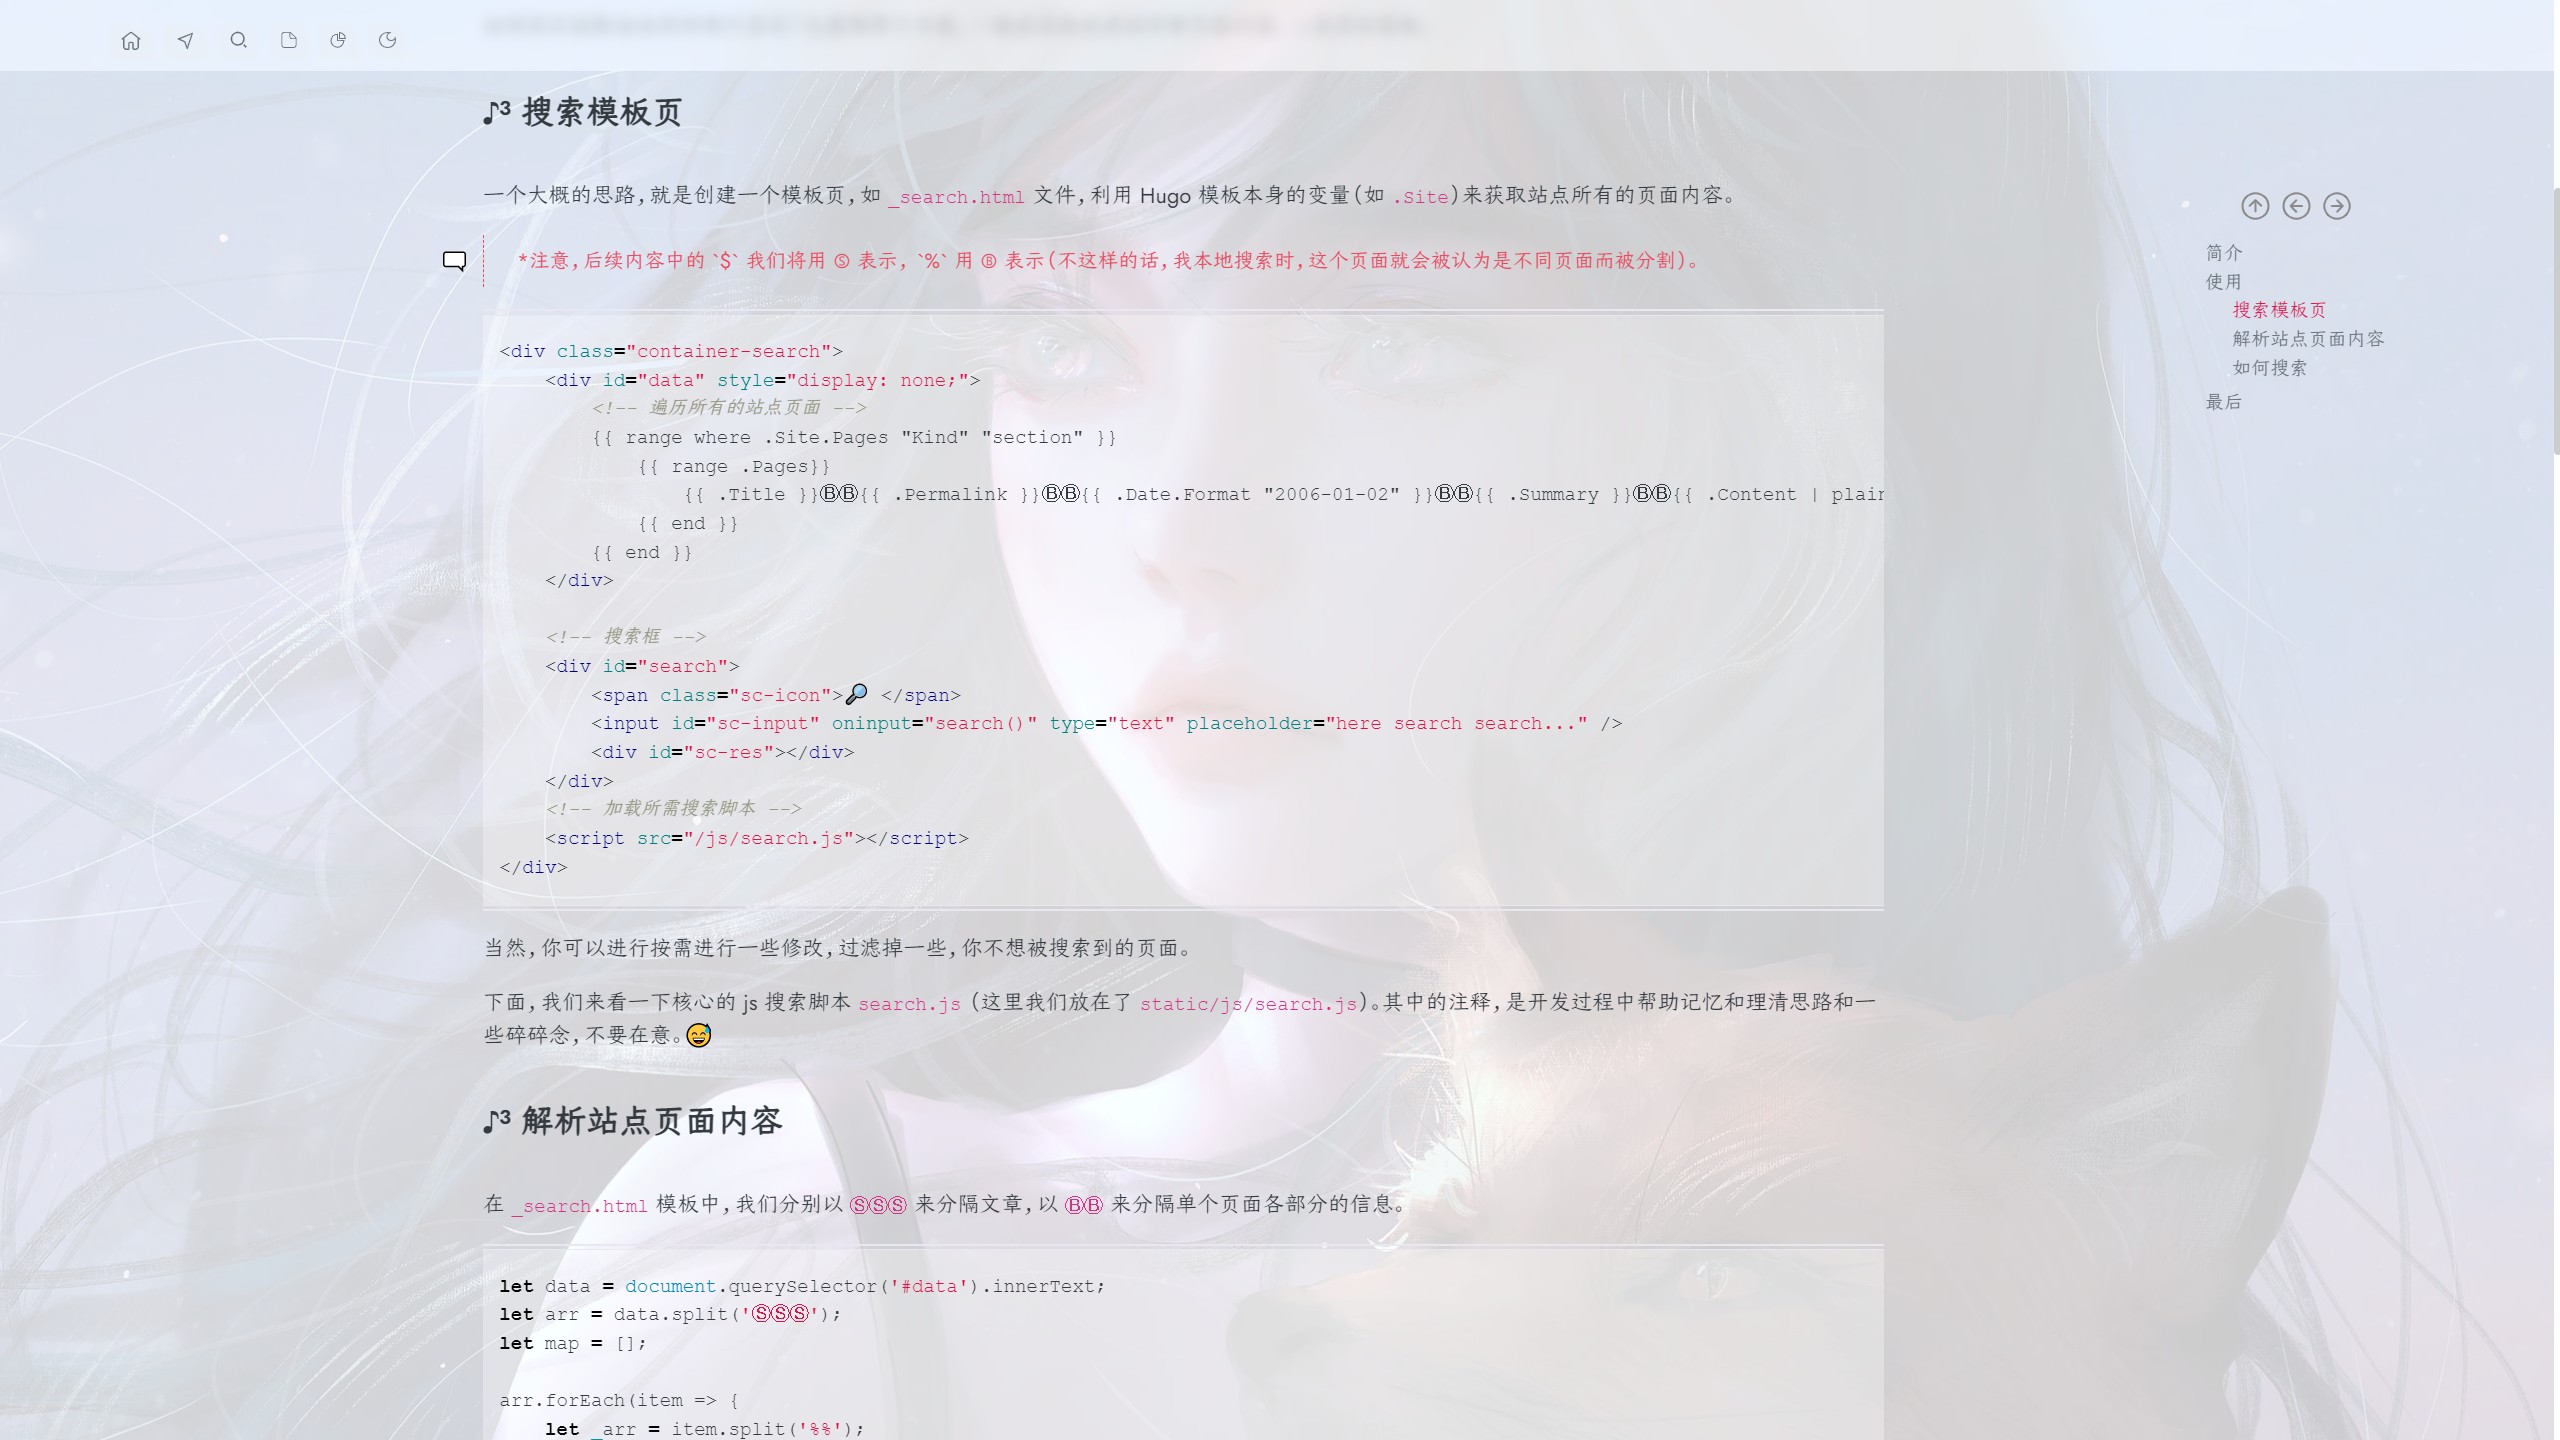 ♪³ 搜索模板页
一个大概的思路，就是创建一个模板页，如 _search.html 文件，利用 Hugo 模板本身的变量（如 .Site）来获取站点所有的页面内容。
*注意，后续内容中的 `$` 我们将用 Ⓢ 表示， `%` 用 Ⓑ 表示（不这样的话，我本地搜索时，这个页面就会被认为是不同页面而被分割）。
简介
使用
搜索模板页
解析站点页面内容
如何搜索
最后
<div class="container-search">
    <div id="data" style="display: none;">
        <!-- 遍历所有的站点页面 -->
        {{ range where .Site.Pages "Kind" "section" }}
            {{ range .Pages}}
                {{ .Title }}ⒷⒷ{{ .Permalink }}ⒷⒷ{{ .Date.Format "2006-01-02" }}ⒷⒷ{{ .Summary }}ⒷⒷ{{ .Content | plain
            {{ end }}
        {{ end }}
    </div>
    <!-- 搜索框 -->
    <div id="search">
        <span class="sc-icon">🔎 </span>
        <input id="sc-input" oninput="search()" type="text" placeholder="here search search..." />
        <div id="sc-res"></div>
    </div>
    <!-- 加载所需搜索脚本 -->
    <script src="/js/search.js"></script>
</div>
当然，你可以进行按需进行一些修改，过滤掉一些，你不想被搜索到的页面。
下面，我们来看一下核心的 js 搜索脚本 search.js （这里我们放在了 static/js/search.js）。其中的注释，是开发过程中帮助记忆和理清思路和一
些碎碎念，不要在意。😅
♪³ 解析站点页面内容
在 _search.html 模板中，我们分别以 ⓈⓈⓈ 来分隔文章，以 ⒷⒷ 来分隔单个页面各部分的信息。
let data = document.querySelector('#data').innerText;
let arr = data.split('ⓈⓈⓈ');
let map = [];
arr.forEach(item => {
    let _arr = item.split('%%');